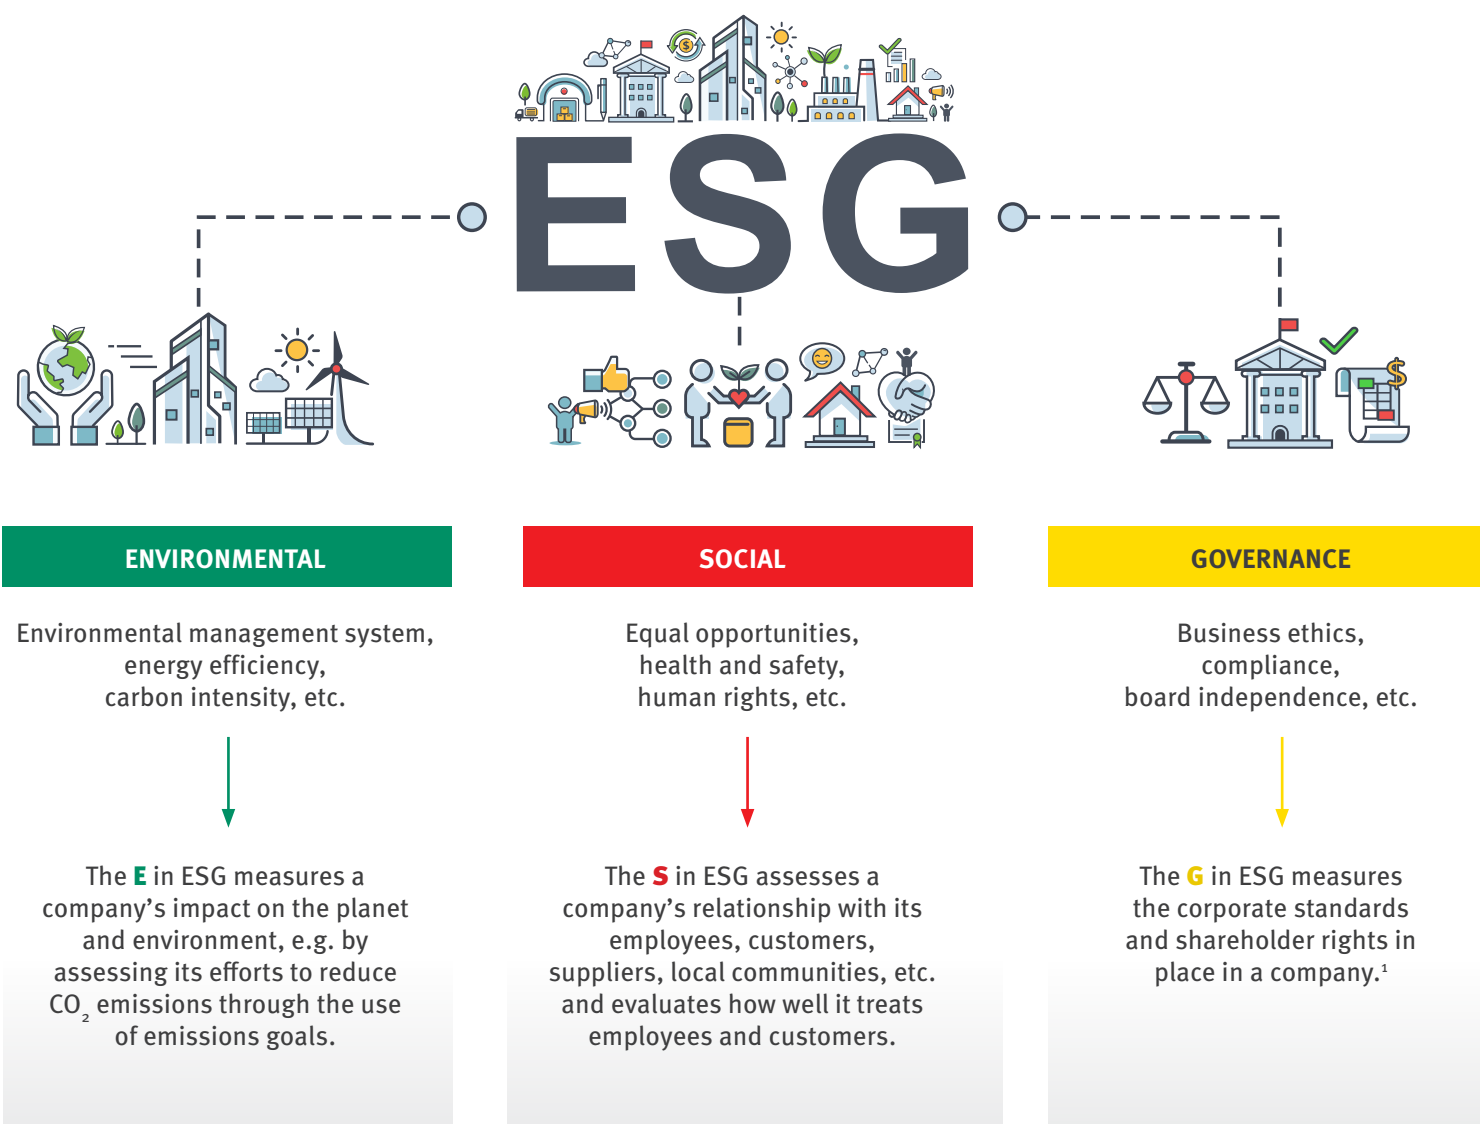 ESG
ENVIRONMENTAL
Environmental management system,
energy efficiency,
carbon intensity, etc.
The E in ESG measures a
company’s impact on the planet
and environment, e.g. by
assessing its efforts to reduce
CO₂ emissions through the use
of emissions goals.
SOCIAL
Equal opportunities,
health and safety,
human rights, etc.
The S in ESG assesses a
company’s relationship with its
employees, customers,
suppliers, local communities, etc.
and evaluates how well it treats
employees and customers.
GOVERNANCE
Business ethics,
compliance,
board independence, etc.
The G in ESG measures
the corporate standards
and shareholder rights in
place in a company.¹